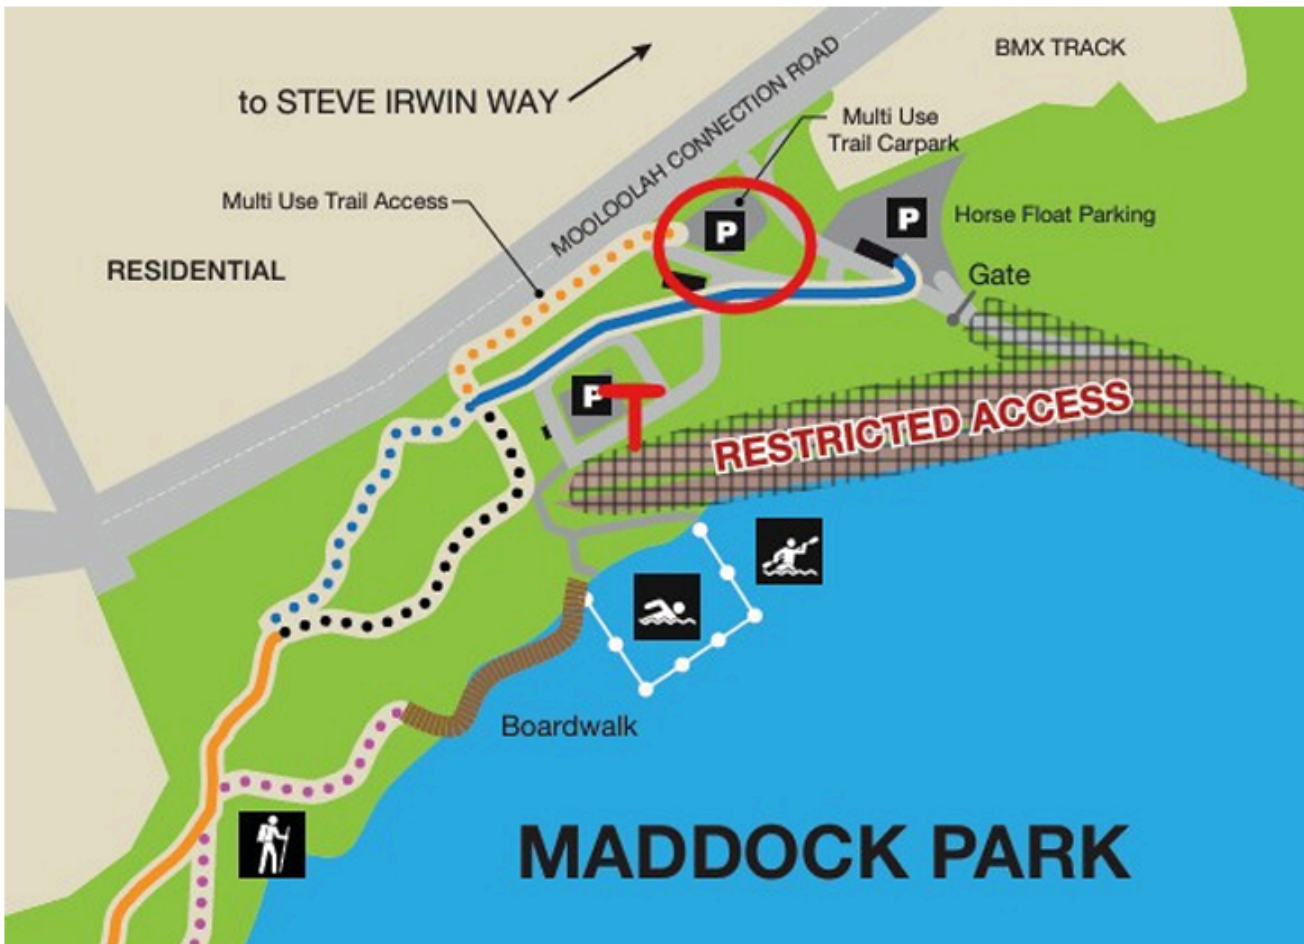 BMX TRACK
to STEVE IRWIN WAY
MOOLOOLAH CONNECTION ROAD
Multi Use
Trail Carpark
Multi Use Trail Access
P
P
Horse Float Parking
RESIDENTIAL
Gate
P
T
RESTRICTED ACCESS
Boardwalk
MADDOCK PARK